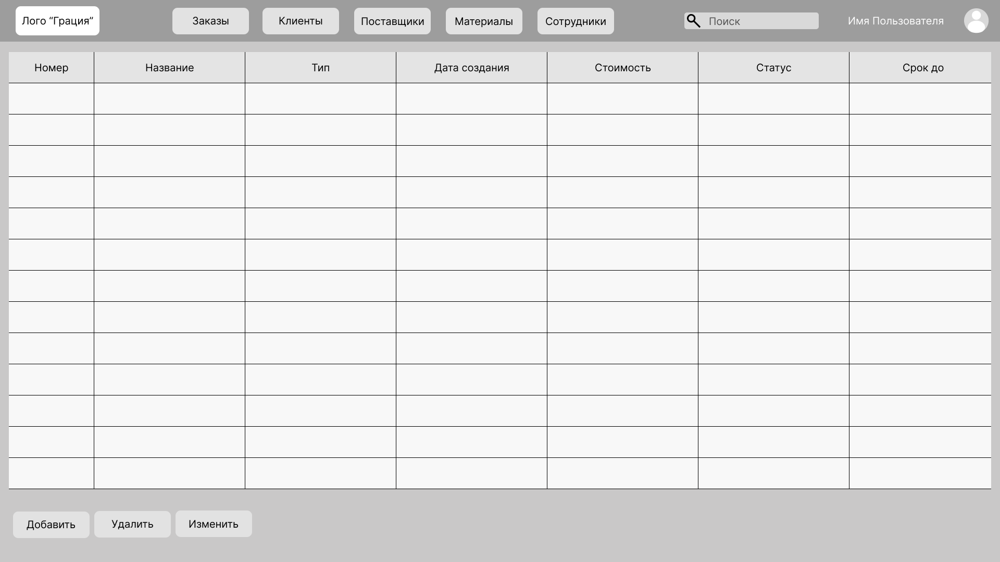 Лого “Грация”
Заказы
Клиенты
Поставщики
Материалы
Сотрудники
Поиск
Имя Пользователя
Номер
Название
Тип
Дата создания
Стоимость
Статус
Срок до
Добавить
Удалить
Изменить